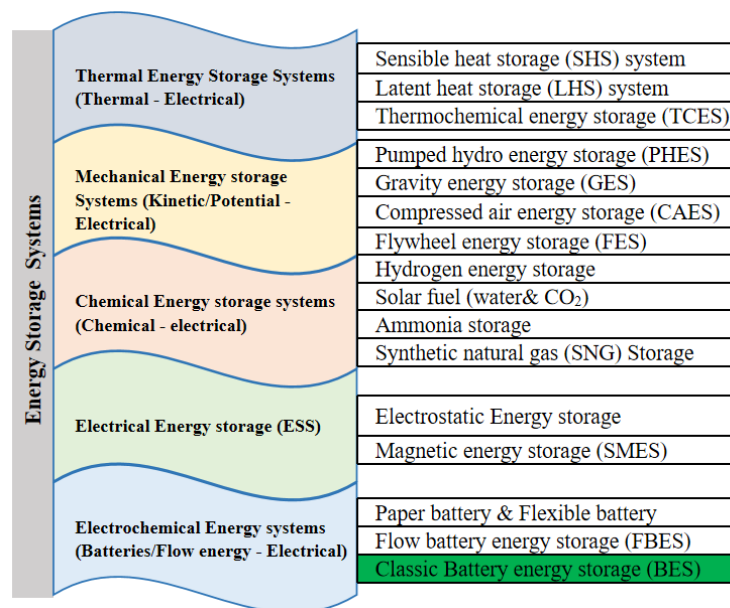 Energy Storage Systems
Thermal Energy Storage Systems
(Thermal - Electrical)
Sensible heat storage (SHS) system
Latent heat storage (LHS) system
Thermochemical energy storage (TCES)
Mechanical Energy storage
Systems (Kinetic/Potential -
Electrical)
Pumped hydro energy storage (PHES)
Gravity energy storage (GES)
Compressed air energy storage (CAES)
Flywheel energy storage (FES)
Chemical Energy storage systems
(Chemical - electrical)
Hydrogen energy storage
Solar fuel (water& CO₂)
Ammonia storage
Synthetic natural gas (SNG) Storage
Electrical Energy storage (ESS)
Electrostatic Energy storage
Magnetic energy storage (SMES)
Electrochemical Energy systems
(Batteries/Flow energy - Electrical)
Paper battery & Flexible battery
Flow battery energy storage (FBES)
Classic Battery energy storage (BES)